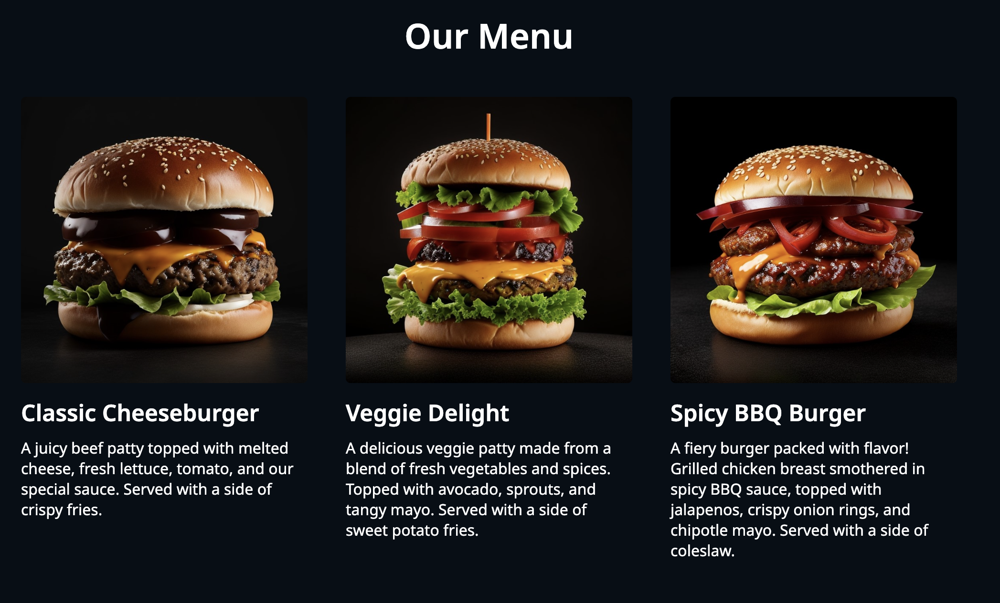 Our Menu
Classic Cheeseburger
A juicy beef patty topped with melted
cheese, fresh lettuce, tomato, and our
special sauce. Served with a side of
crispy fries.
Veggie Delight
A delicious veggie patty made from a
blend of fresh vegetables and spices.
Topped with avocado, sprouts, and
tangy mayo. Served with a side of
sweet potato fries.
Spicy BBQ Burger
A fiery burger packed with flavor!
Grilled chicken breast smothered in
spicy BBQ sauce, topped with
jalapenos, crispy onion rings, and
chipotle mayo. Served with a side of
coleslaw.